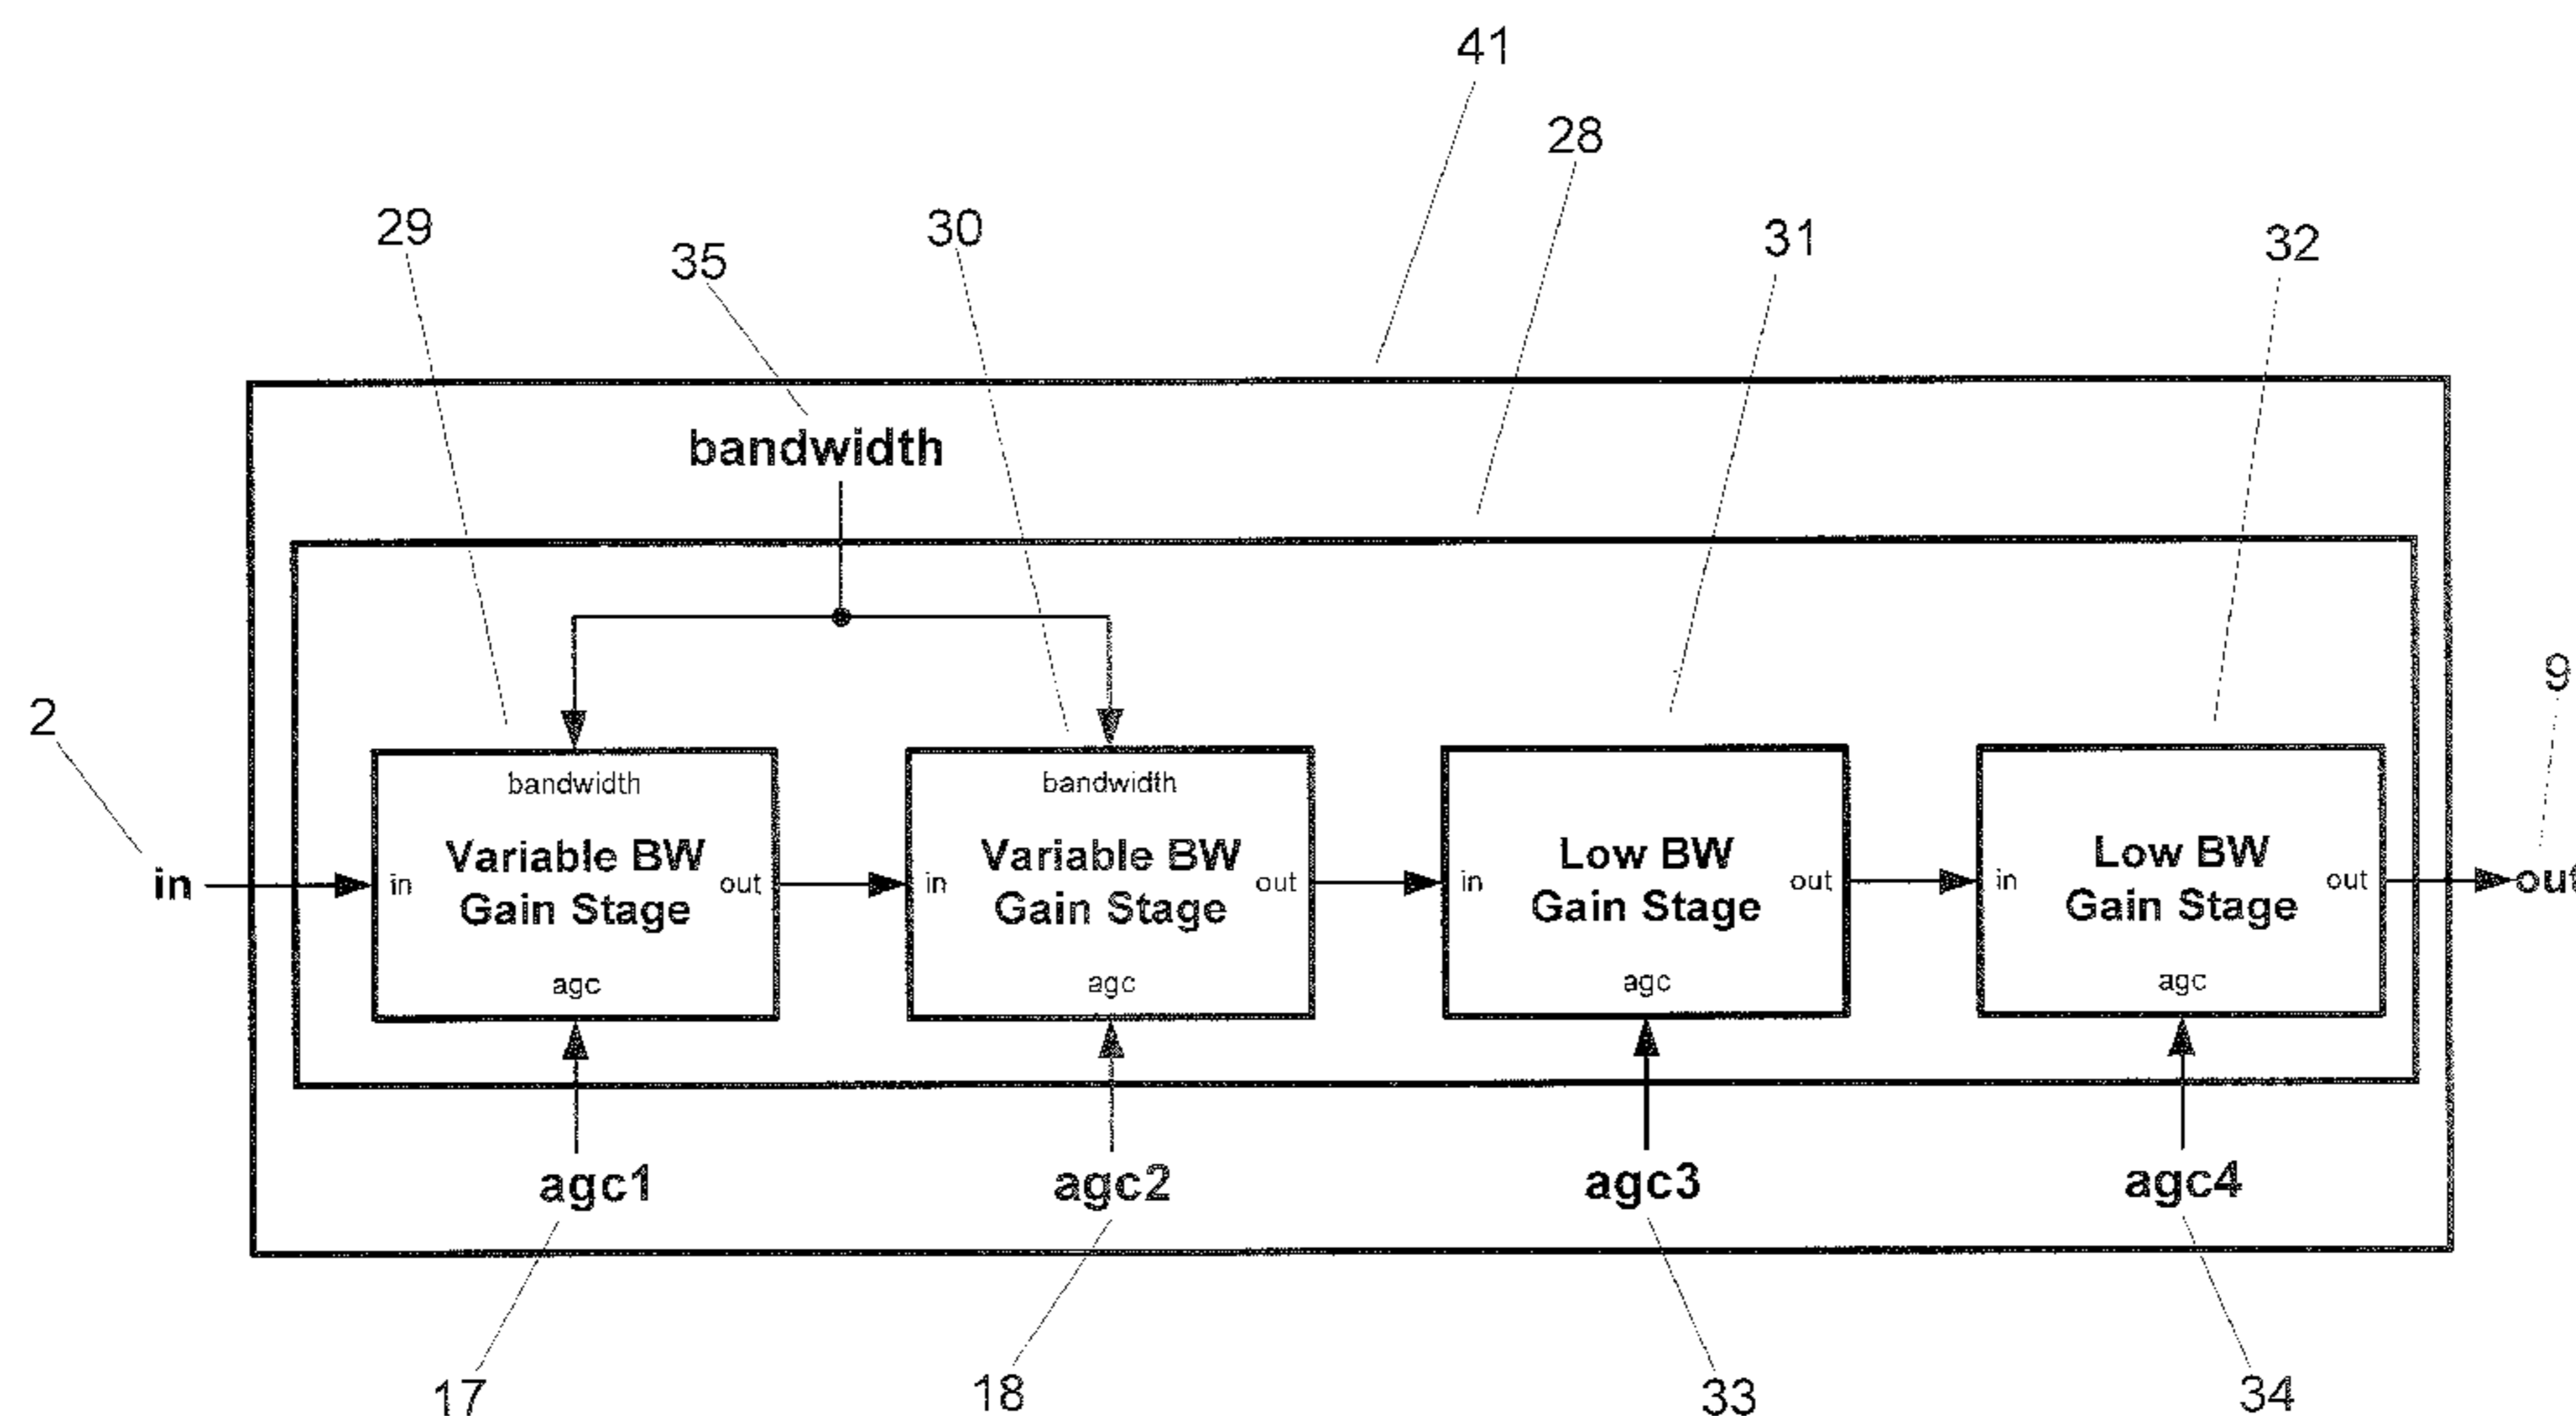 41
28
29
35
30
31
32
bandwidth
9
2
bandwidth
bandwidth
Variable BW
Gain Stage
Variable BW
Gain Stage
Low BW
Gain Stage
Low BW
Gain Stage
in
in
out
in
out
in
out
in
out
out
agc
agc
agc
agc
agc1
agc2
agc3
agc4
17
18
33
34